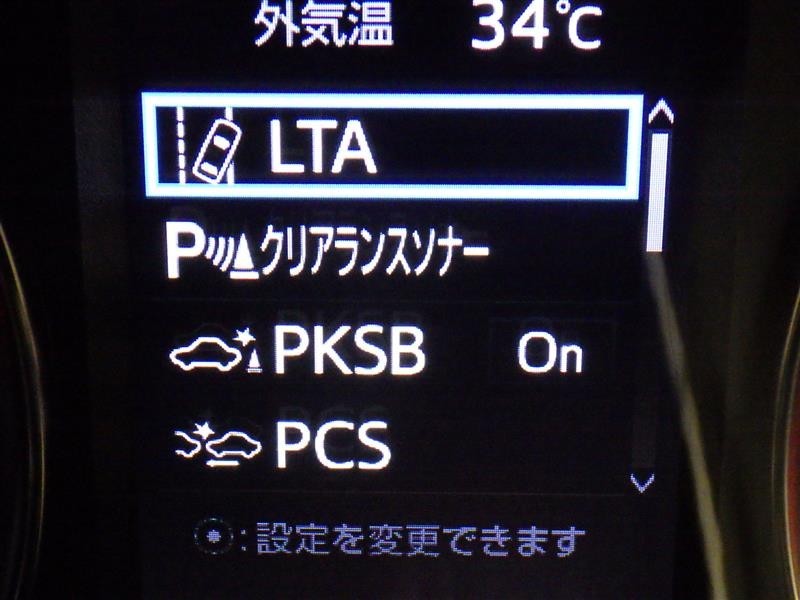 外気温 34℃
LTA
P クリアランスソナー
PKSB On
PCS
:設定を変更できます